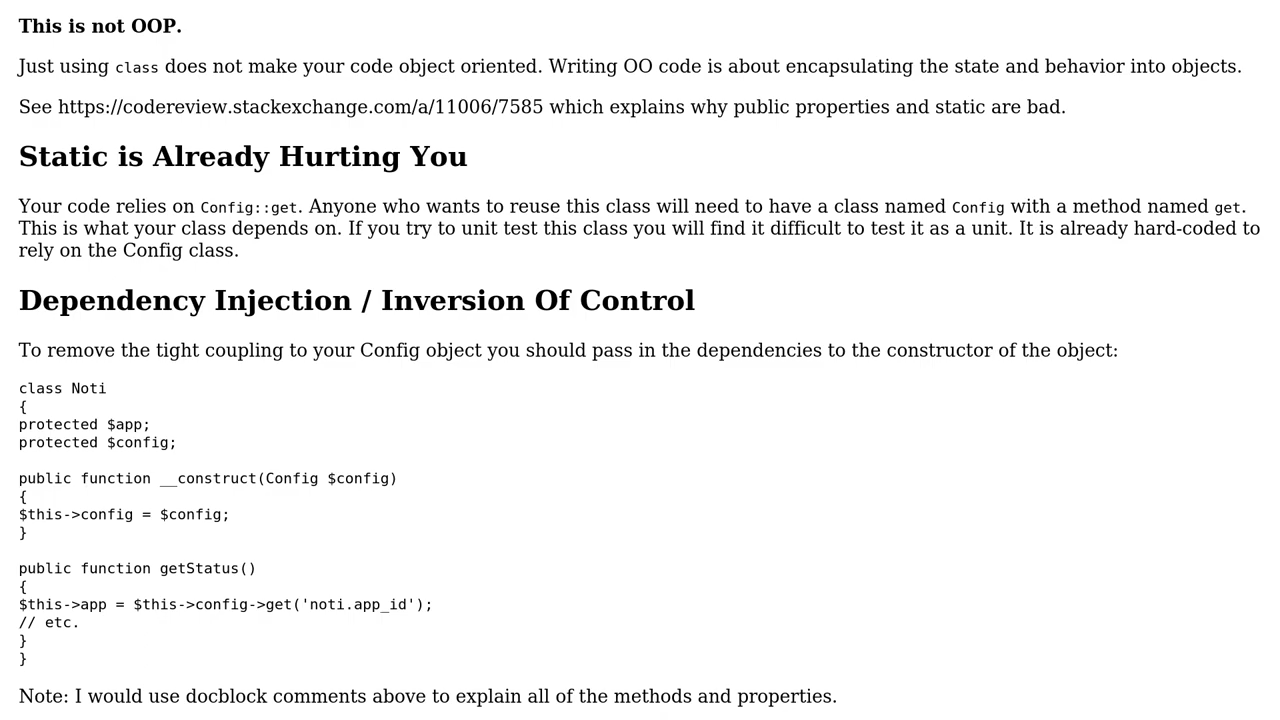 This is not OOP.
Just using class does not make your code object oriented. Writing OO code is about encapsulating the state and behavior into objects.
See https://codereview.stackexchange.com/a/11006/7585 which explains why public properties and static are bad.
Static is Already Hurting You
Your code relies on Config::get. Anyone who wants to reuse this class will need to have a class named Config with a method named get.
This is what your class depends on. If you try to unit test this class you will find it difficult to test it as a unit. It is already hard-coded to
rely on the Config class.
Dependency Injection / Inversion Of Control
To remove the tight coupling to your Config object you should pass in the dependencies to the constructor of the object:
class Noti
{
protected $app;
protected $config;
public function __construct(Config $config)
{
$this->config = $config;
}
public function getStatus()
{
$this->app = $this->config->get('noti.app_id');
// etc.
}
}
Note: I would use docblock comments above to explain all of the methods and properties.